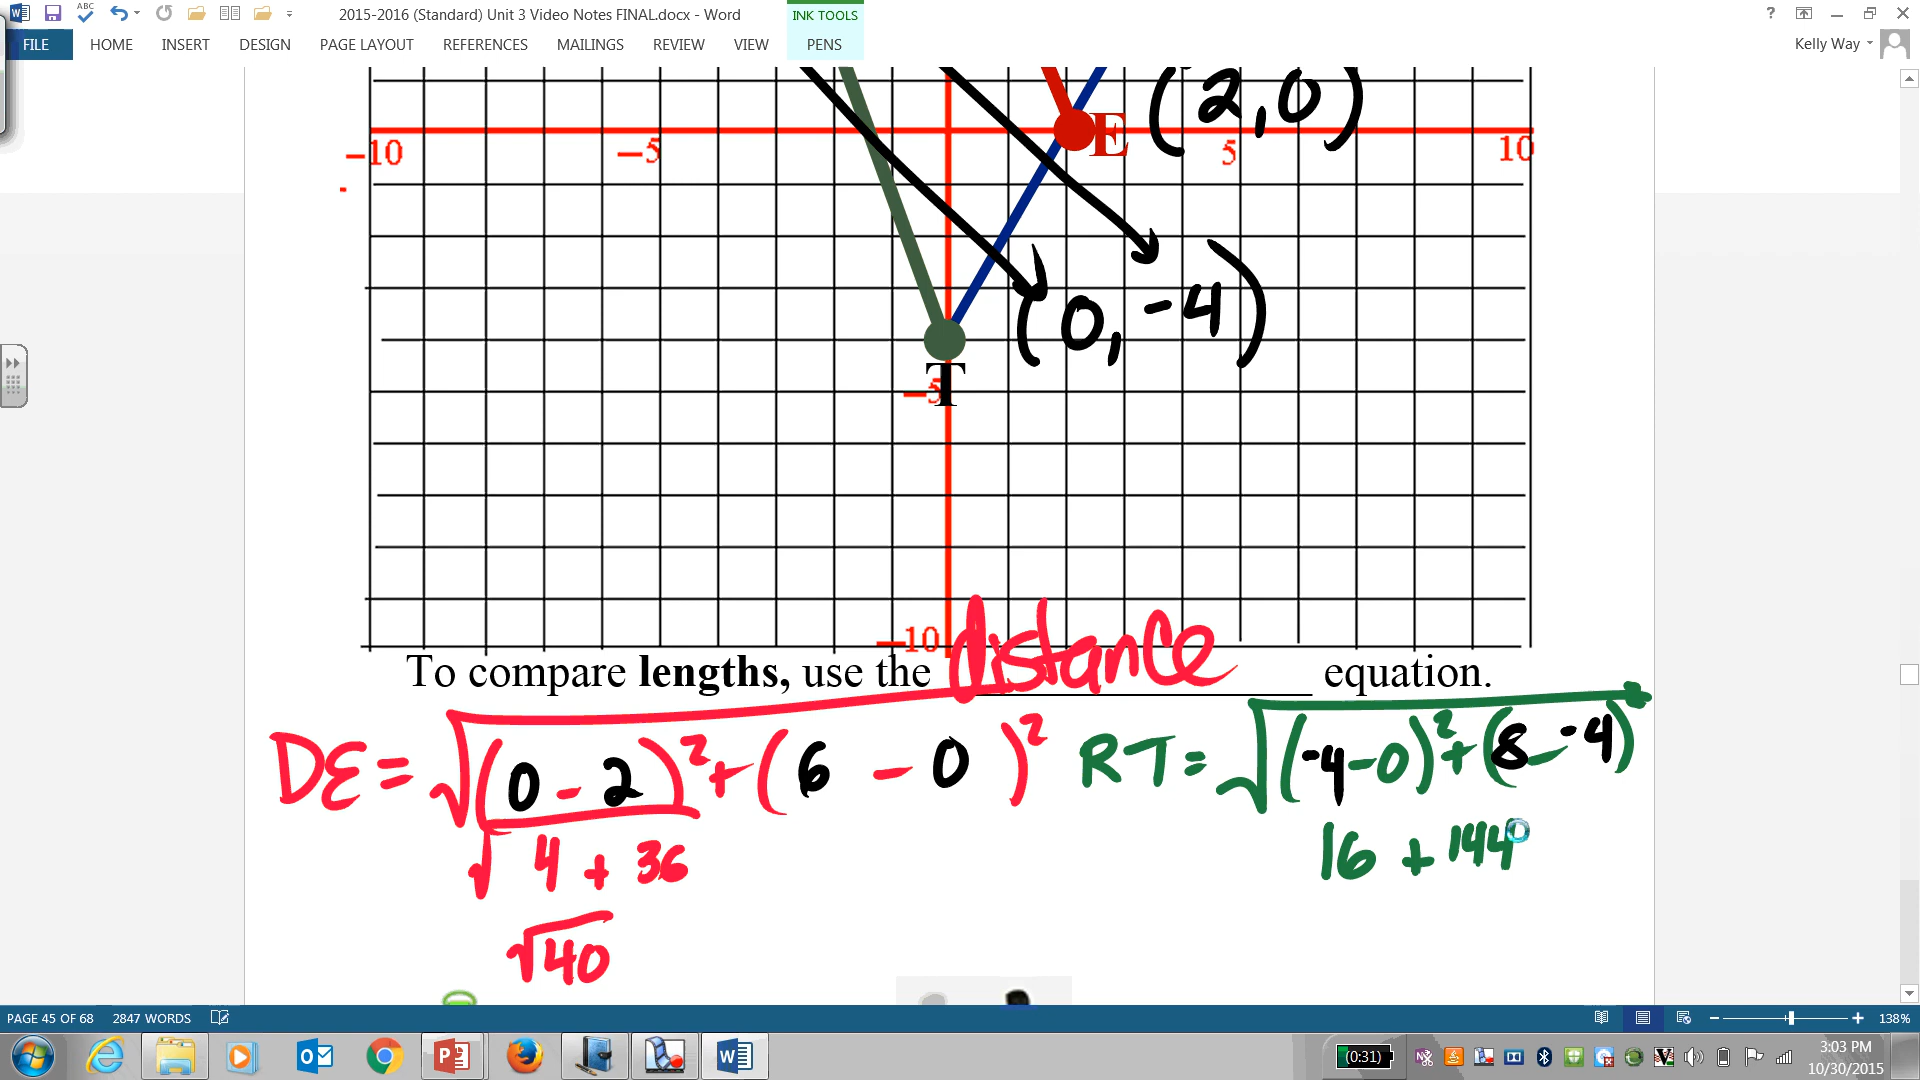 2015-2016 (Standard) Unit 3 Video Notes FINAL.docx - Word
INK TOOLS
FILE HOME INSERT DESIGN PAGE LAYOUT REFERENCES MAILINGS REVIEW VIEW PENS
Kelly Way
(2,0)
E
-10 -5 5 10
(0, -4)
T
-5
-10
To compare lengths, use the distance equation.
DE = √(0 - 2)² + (6 - 0)² RT = √(-4 - 0)² + (8 - -4)
√4 + 36 16 + 144
√40
PAGE 45 OF 68 2847 WORDS 138%
(0:31) 3:03 PM
10/30/2015